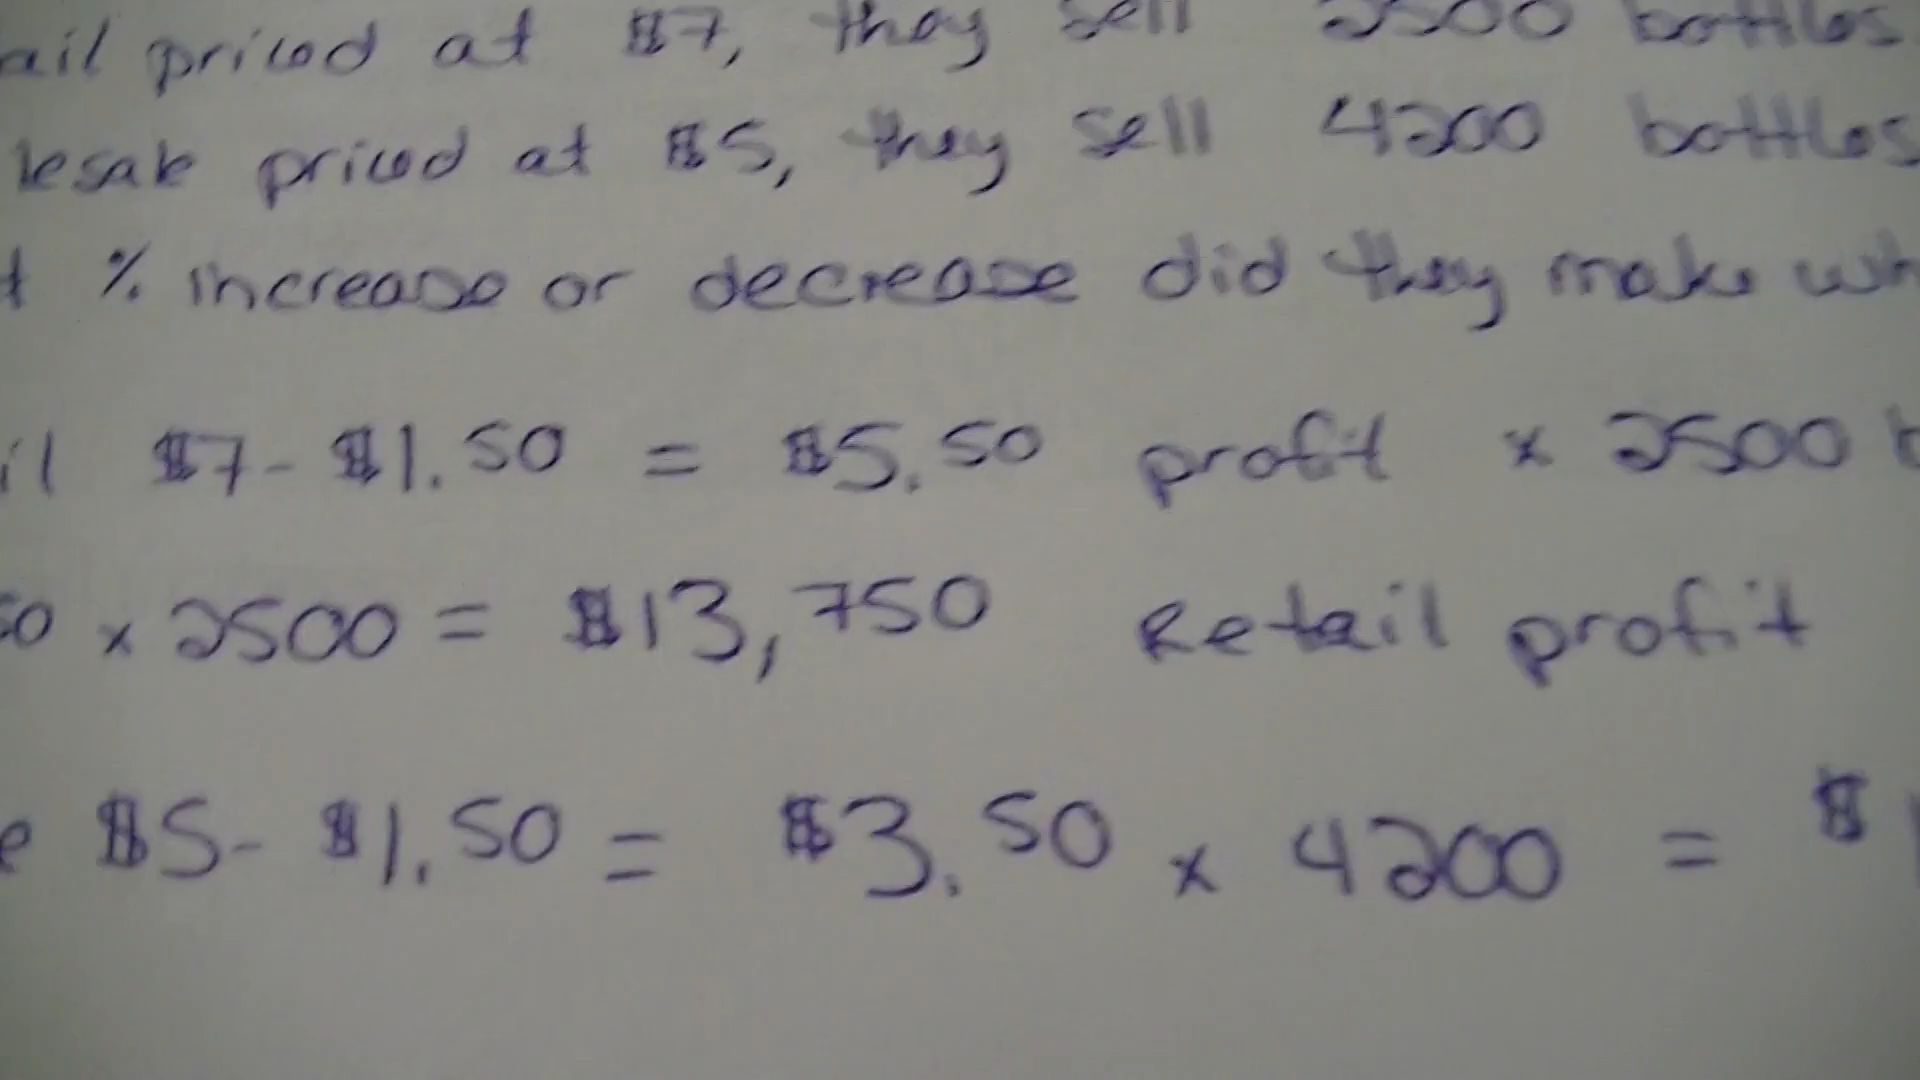 ail priced at $7, they sell 2500 bottles.
lesale priced at $5, they sell 4200 bottles
t % increase or decrease did they make wh
il $7 - $1.50 = $5.50 profit x 2500 b
50 x 2500 = $13,750 Retail profit
e $5 - $1.50 = $3.50 x 4200 = $1